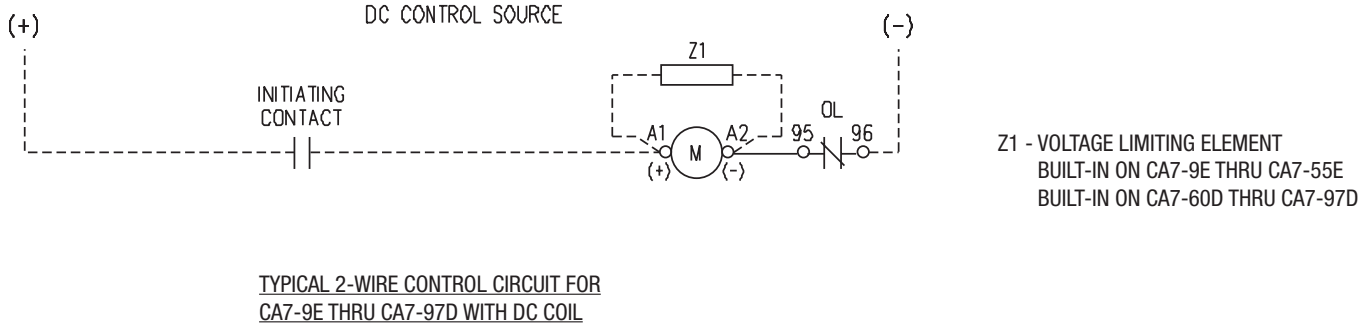 DC CONTROL SOURCE
(+)
(-)
Z1
INITIATING
CONTACT
OL
A1
M
A2
95
96
(+)
(-)
Z1 - VOLTAGE LIMITING ELEMENT
BUILT-IN ON CA7-9E THRU CA7-55E
BUILT-IN ON CA7-60D THRU CA7-97D
TYPICAL 2-WIRE CONTROL CIRCUIT FOR
CA7-9E THRU CA7-97D WITH DC COIL